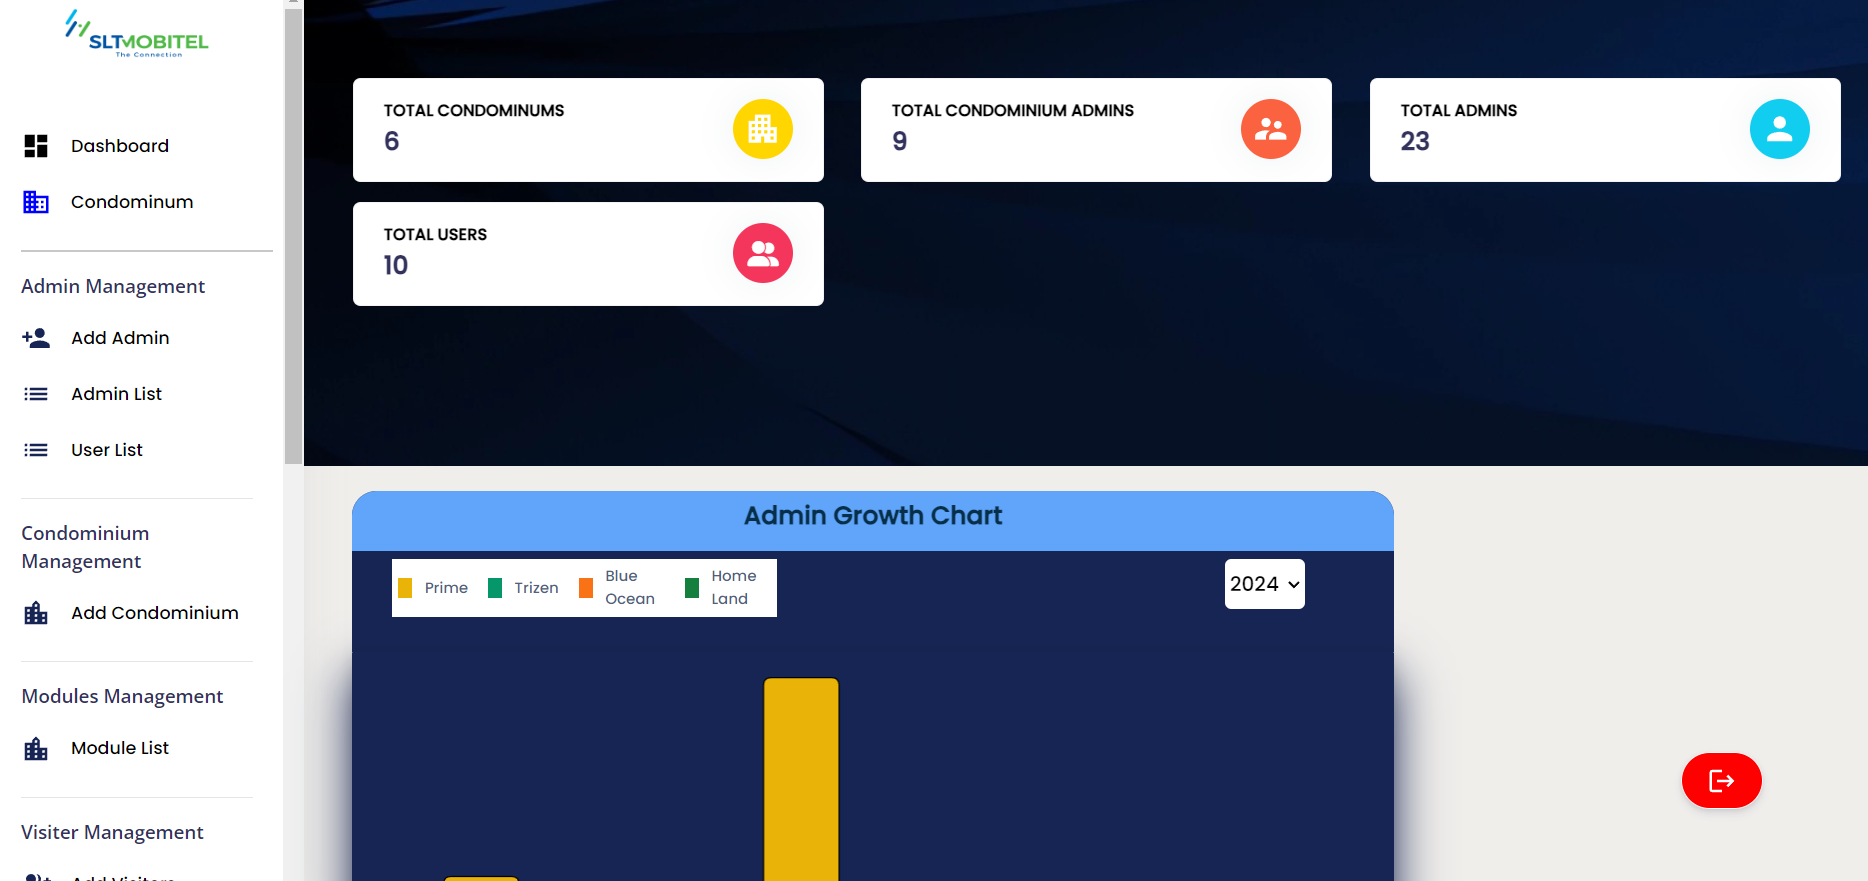 SLTMOBITEL
The Connection
Dashboard
Condominum
Admin Management
Add Admin
Admin List
User List
Condominium
Management
Add Condominium
Modules Management
Module List
Visiter Management
Add Visitors
TOTAL CONDOMINUMS
6
TOTAL CONDOMINIUM ADMINS
9
TOTAL ADMINS
23
TOTAL USERS
10
Admin Growth Chart
Prime
Trizen
Blue
Ocean
Home
Land
2024